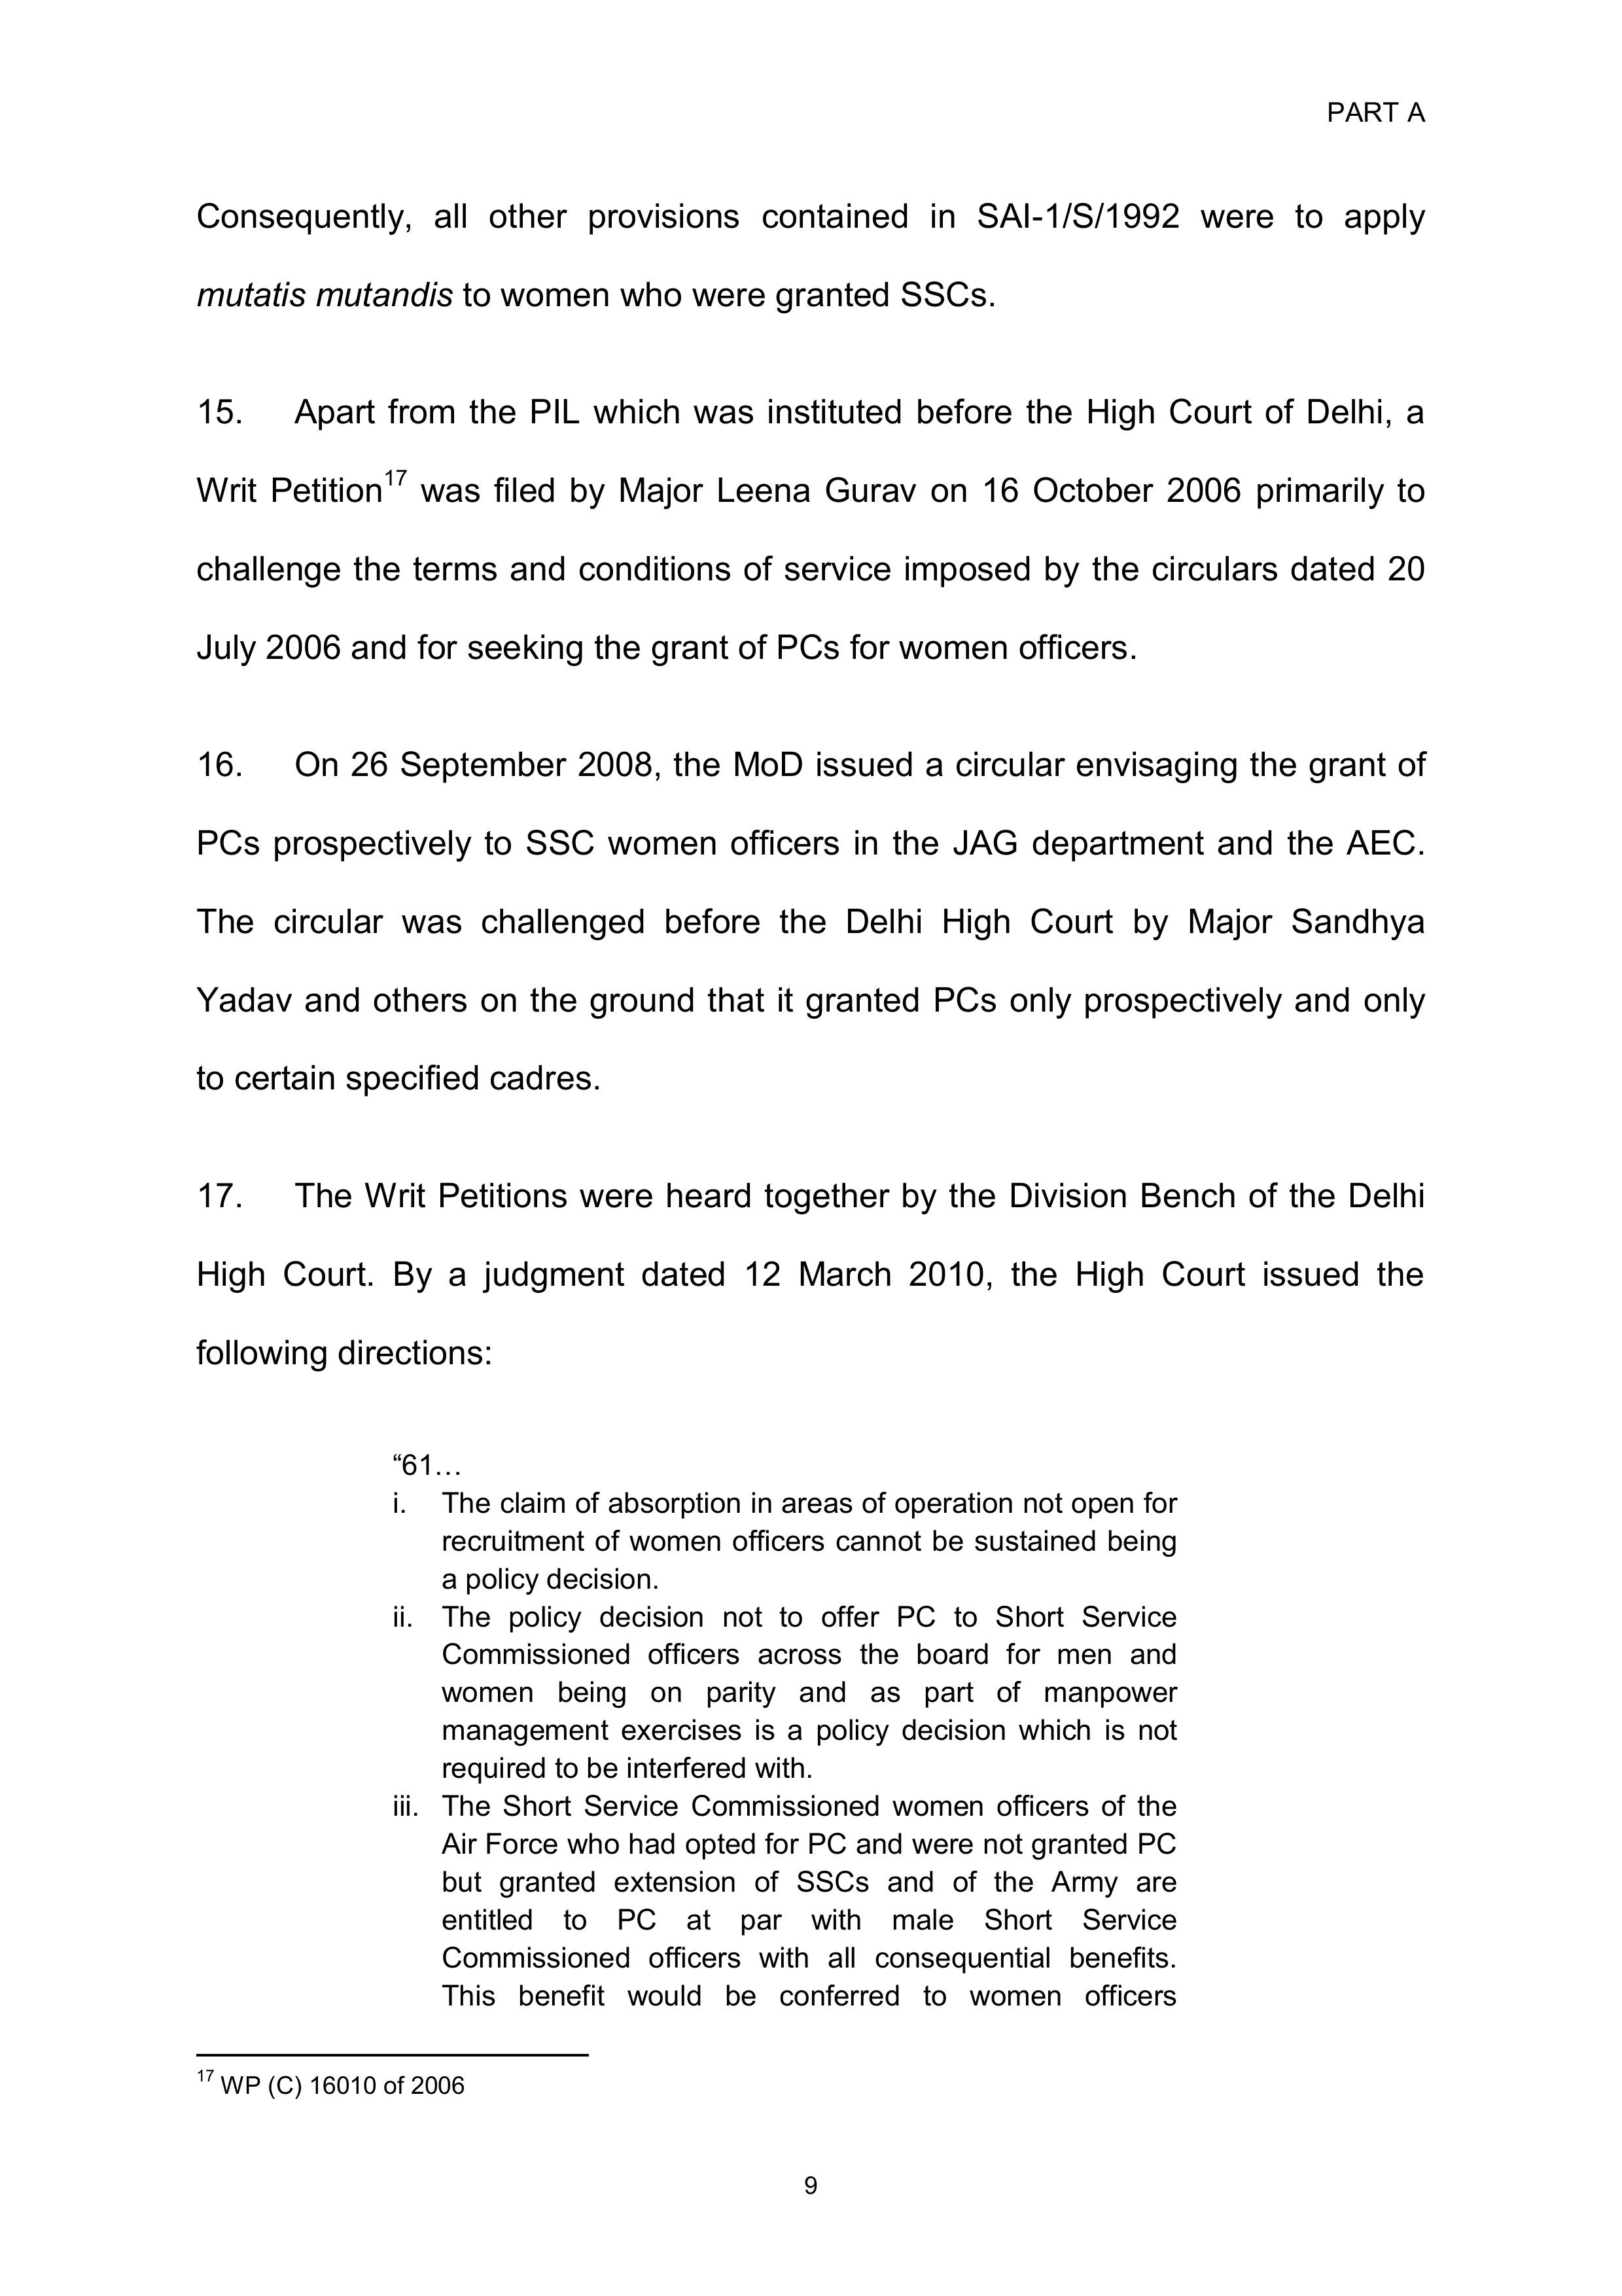 PART A
Consequently, all other provisions contained in SAI-1/S/1992 were to apply
mutatis mutandis to women who were granted SSCs.
15. Apart from the PIL which was instituted before the High Court of Delhi, a
Writ Petition17 was filed by Major Leena Gurav on 16 October 2006 primarily to
challenge the terms and conditions of service imposed by the circulars dated 20
July 2006 and for seeking the grant of PCs for women officers.
16. On 26 September 2008, the MoD issued a circular envisaging the grant of
PCs prospectively to SSC women officers in the JAG department and the AEC.
The circular was challenged before the Delhi High Court by Major Sandhya
Yadav and others on the ground that it granted PCs only prospectively and only
to certain specified cadres.
17. The Writ Petitions were heard together by the Division Bench of the Delhi
High Court. By a judgment dated 12 March 2010, the High Court issued the
following directions:
“61…
i. The claim of absorption in areas of operation not open for
recruitment of women officers cannot be sustained being
a policy decision.
ii. The policy decision not to offer PC to Short Service
Commissioned officers across the board for men and
women being on parity and as part of manpower
management exercises is a policy decision which is not
required to be interfered with.
iii. The Short Service Commissioned women officers of the
Air Force who had opted for PC and were not granted PC
but granted extension of SSCs and of the Army are
entitled to PC at par with male Short Service
Commissioned officers with all consequential benefits.
This benefit would be conferred to women officers
17 WP (C) 16010 of 2006
9